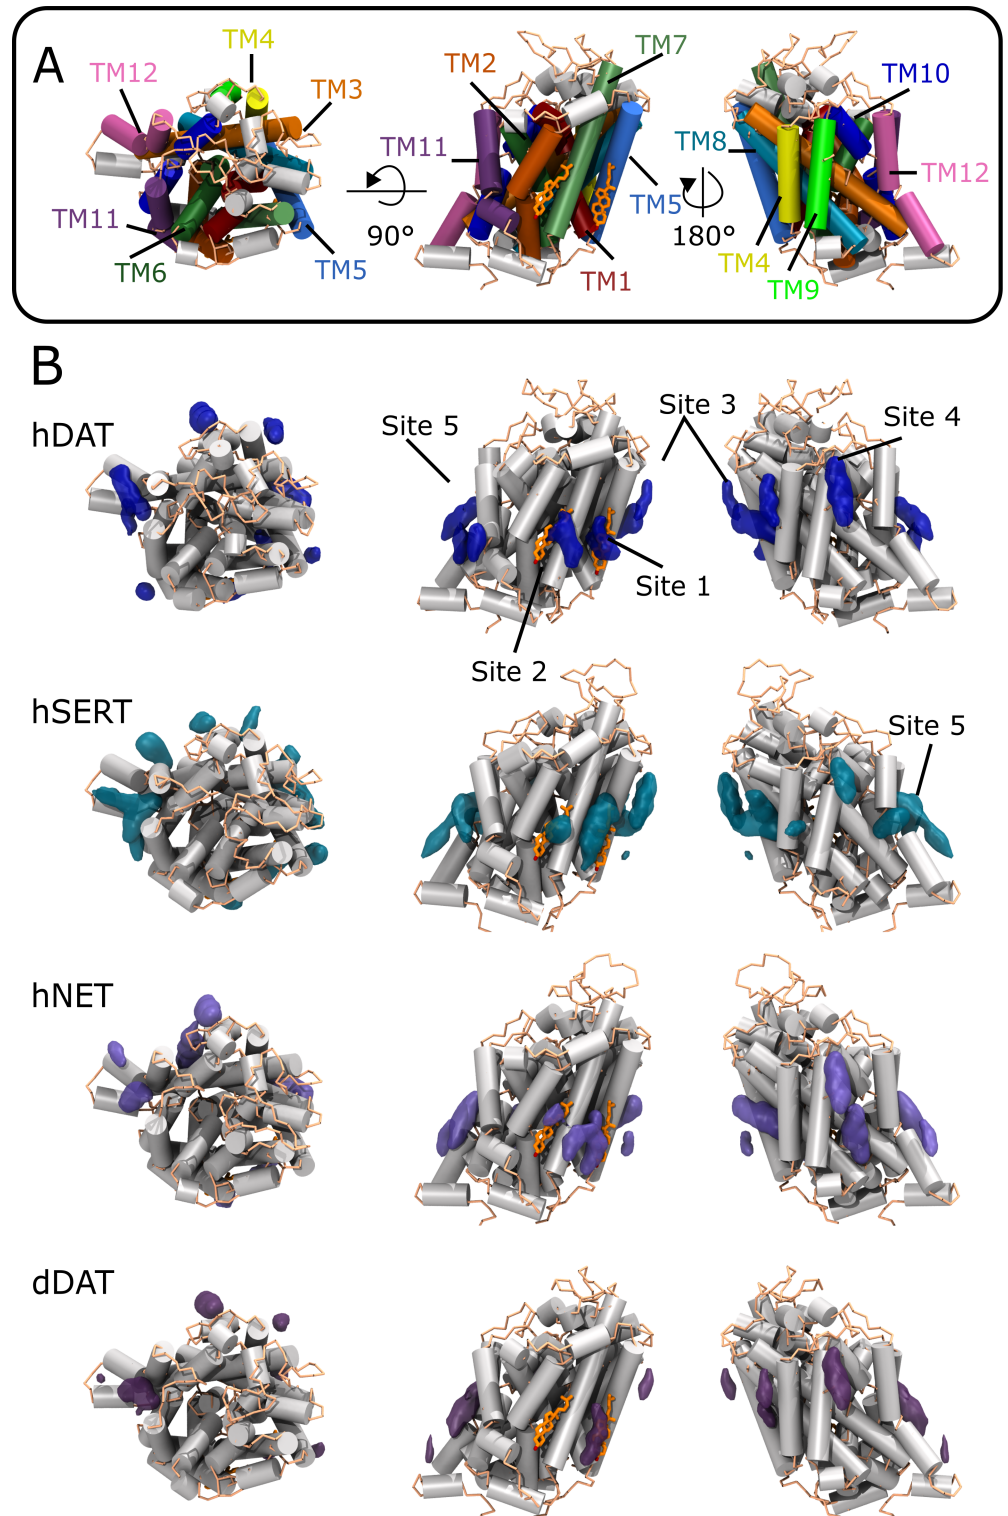 A
TM4
TM12
TM3
TM11
TM6
TM5
90°
TM2
TM7
TM11
TM5
TM1
180°
TM10
TM8
TM12
TM4
TM9
B
hDAT
Site 5
Site 3
Site 4
Site 1
Site 2
hSERT
Site 5
hNET
dDAT